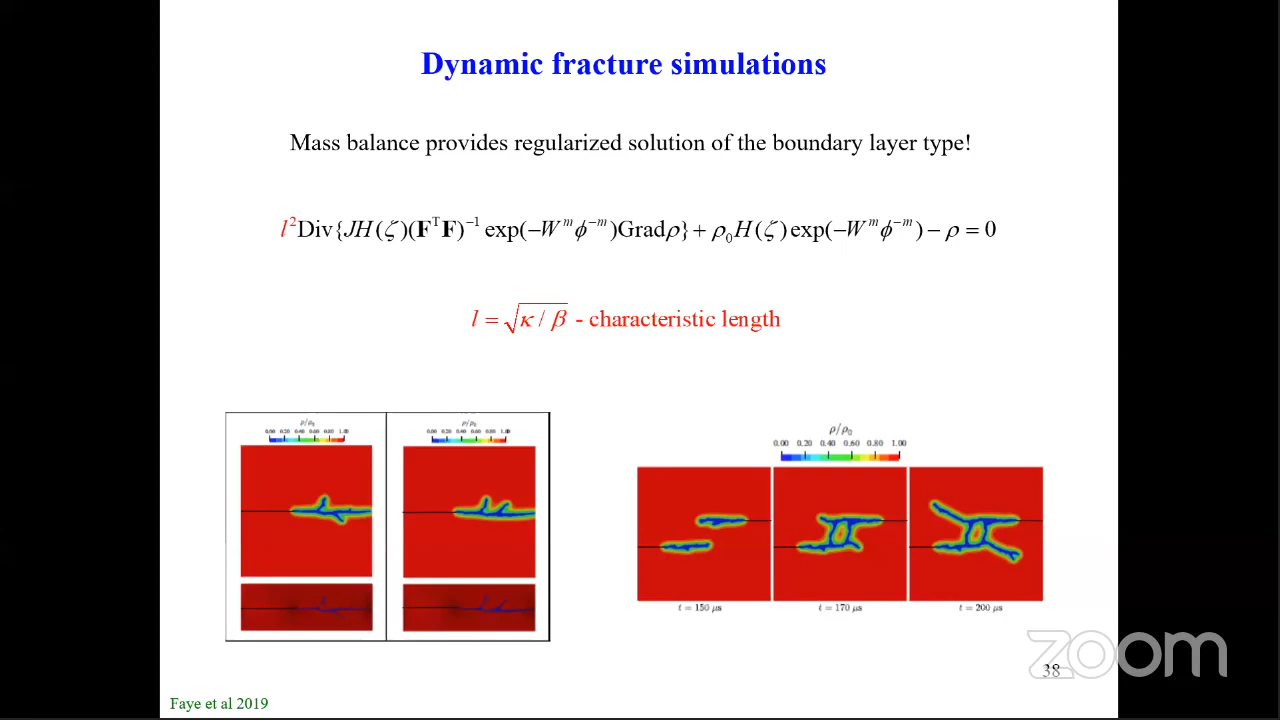 Dynamic fracture simulations
Mass balance provides regularized solution of the boundary layer type!
l²Div{JH(ζ)(FᵀF)⁻¹ exp(−Wᵐϕ⁻ᵐ)Gradρ} + ρ₀H(ζ)exp(−Wᵐϕ⁻ᵐ) − ρ = 0
l = √κ / β - characteristic length
ρ/ρ₀
0.00 0.20 0.40 0.60 0.80 1.00
ρ/ρ₀
0.00 0.20 0.40 0.60 0.80 1.00
ρ/ρ₀
0.00 0.20 0.40 0.60 0.80 1.00
t = 150 μs
t = 170 μs
t = 200 μs
zoom
38
Faye et al 2019